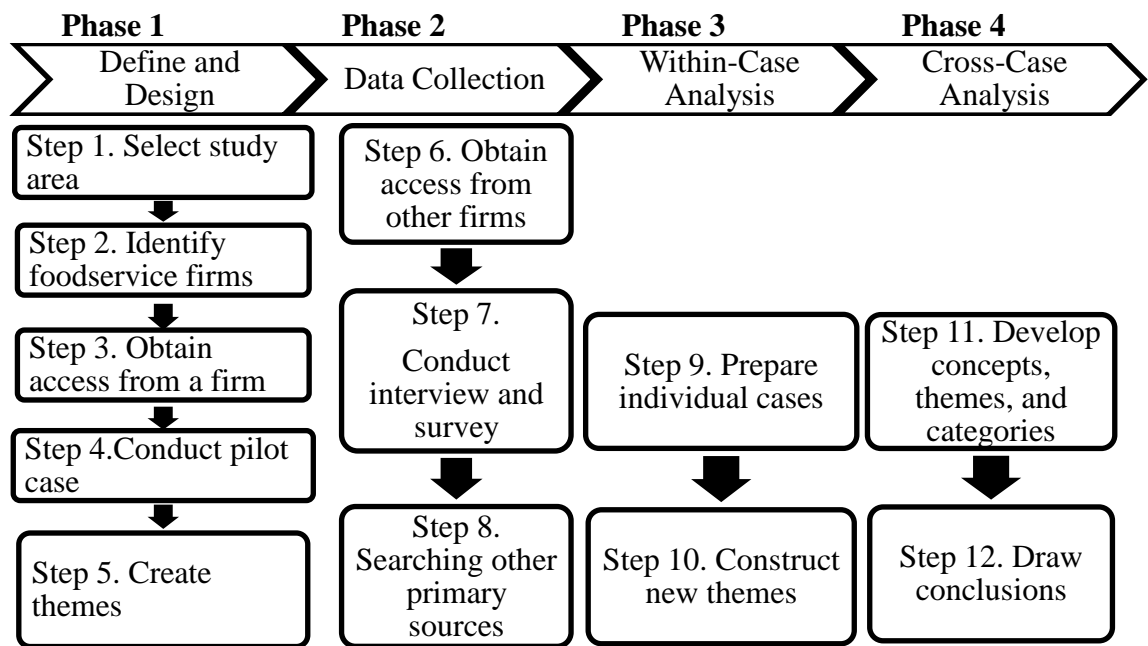 Phase 1
Phase 2
Phase 3
Phase 4
Define and
Design
Data Collection
Within-Case
Analysis
Cross-Case
Analysis
Step 1. Select study
area
Step 2. Identify
foodservice firms
Step 3. Obtain
access from a firm
Step 4.Conduct pilot
case
Step 5. Create
themes
Step 6. Obtain
access from
other firms
Step 7.
Conduct
interview and
survey
Step 8.
Searching other
primary
sources
Step 9. Prepare
individual cases
Step 10. Construct
new themes
Step 11. Develop
concepts,
themes, and
categories
Step 12. Draw
conclusions